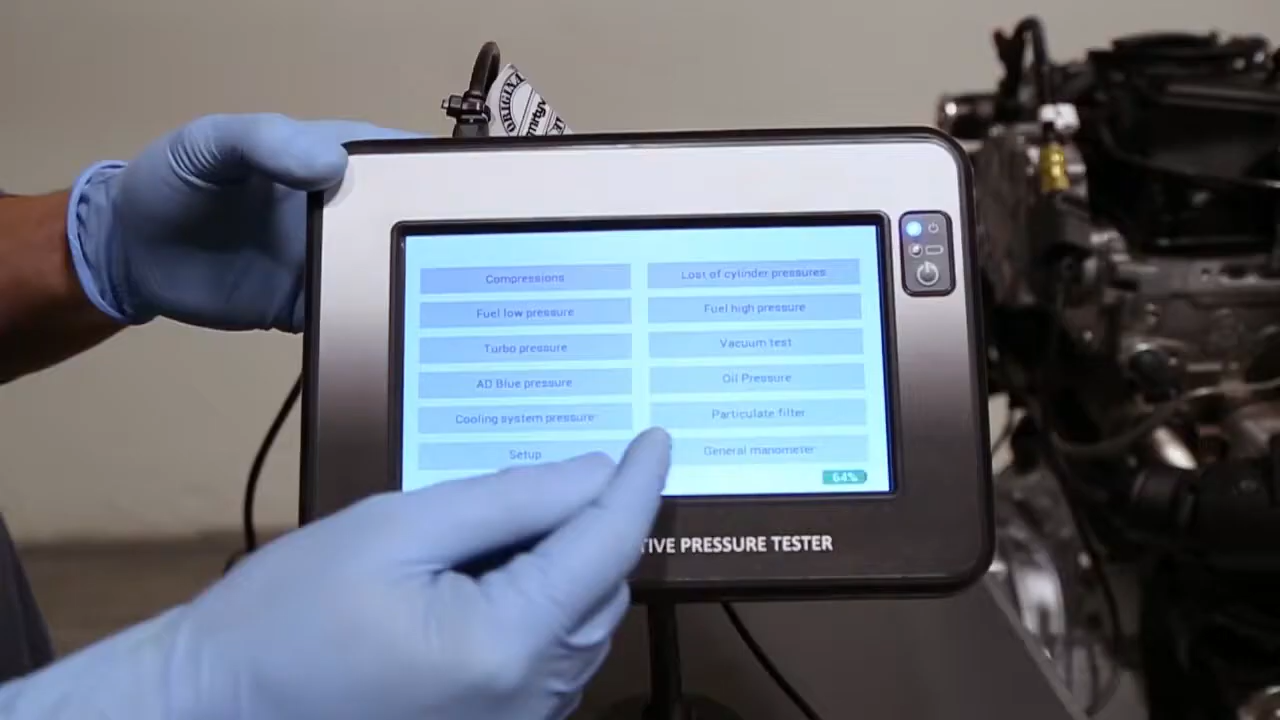 ORIGINA
Compressions
Lost of cylinder pressures
Fuel low pressure
Fuel high pressure
Turbo pressure
Vacuum test
AD Blue pressure
Oil Pressure
Cooling system pressure
Particulate filter
Setup
General manometer
64%
TIVE PRESSURE TESTER